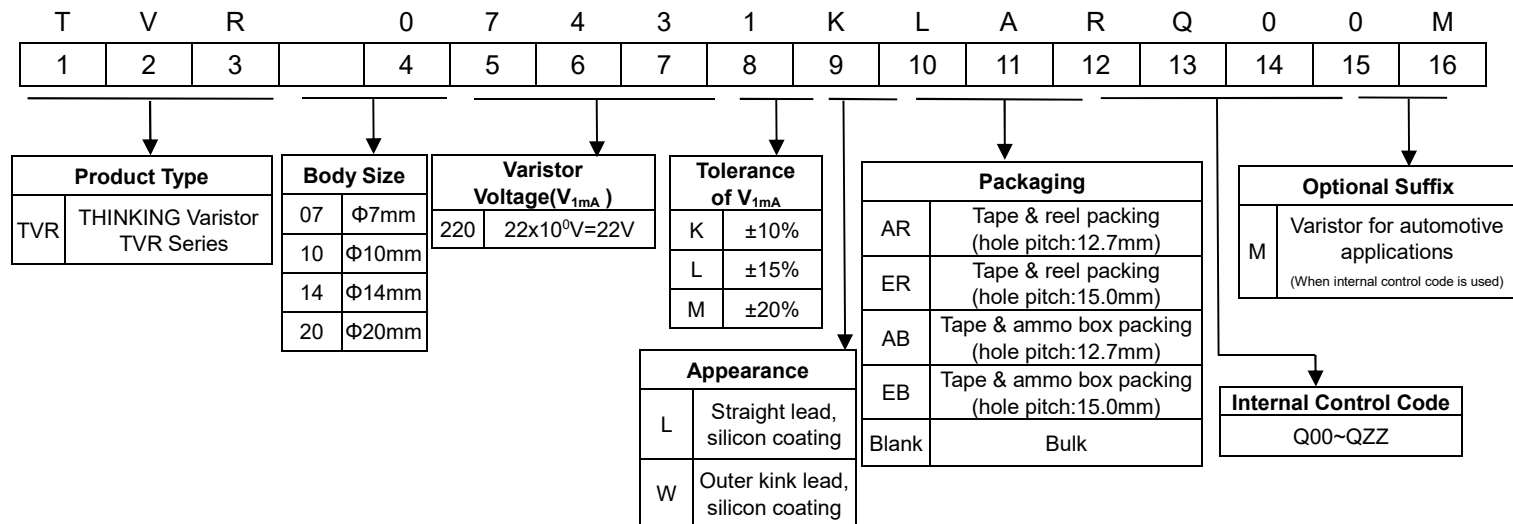 T V R 0 7 4 3 1 K L A R Q 0 0 M
1 2 3 4 5 6 7 8 9 10 11 12 13 14 15 16
Product Type
TVR THINKING Varistor
TVR Series
Body Size
07 Φ7mm
10 Φ10mm
14 Φ14mm
20 Φ20mm
Varistor
Voltage(V1mA )
220 22x10⁰V=22V
Tolerance
of V1mA
K ±10%
L ±15%
M ±20%
Appearance
L Straight lead,
silicon coating
W Outer kink lead,
silicon coating
Packaging
AR Tape & reel packing
(hole pitch:12.7mm)
ER Tape & reel packing
(hole pitch:15.0mm)
AB Tape & ammo box packing
(hole pitch:12.7mm)
EB Tape & ammo box packing
(hole pitch:15.0mm)
Blank Bulk
Internal Control Code
Q00~QZZ
Optional Suffix
M Varistor for automotive
applications
(When internal control code is used)